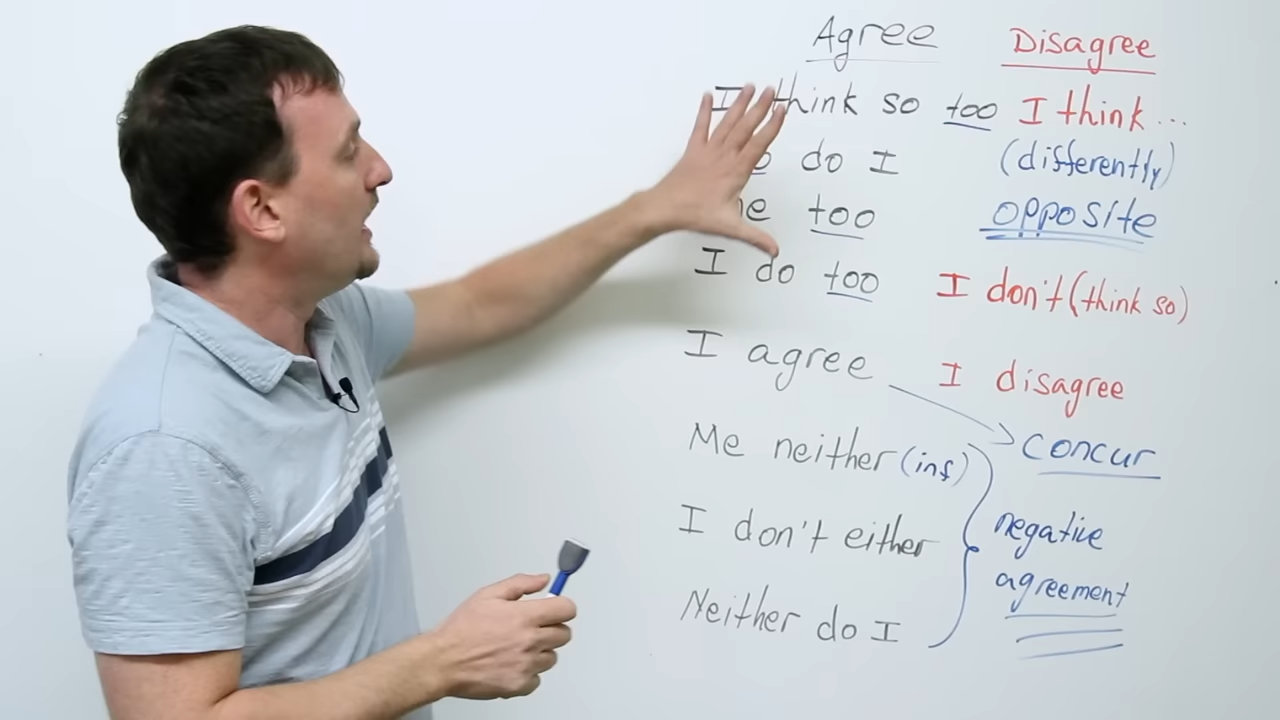 Agree Disagree
I think so too I think...
do I (differently)
too opposite
I do too I don't (think so)
I agree I disagree
concur
Me neither (inf)
I don't either negative
agreement
Neither do I